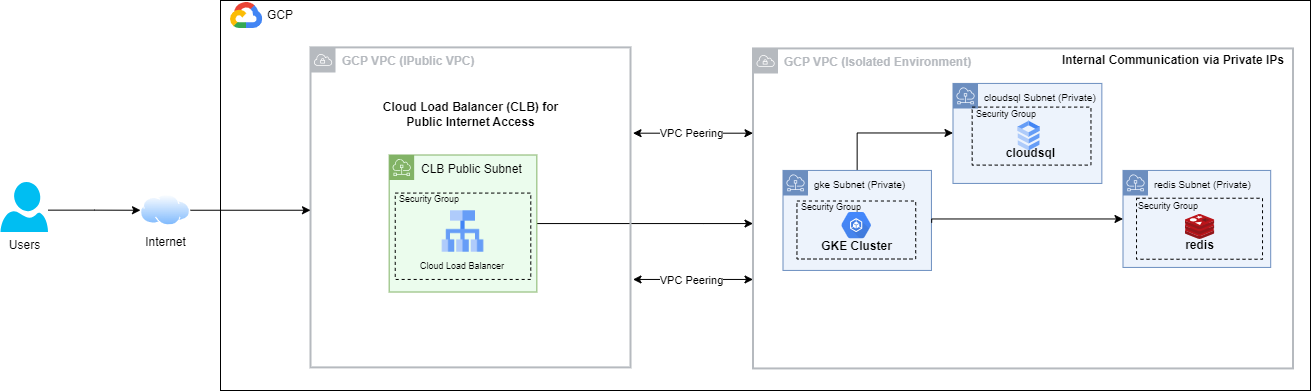 GCP
GCP VPC (IPublic VPC)
Cloud Load Balancer (CLB) for
Public Internet Access
CLB Public Subnet
Security Group
Cloud Load Balancer
Users
Internet
VPC Peering
VPC Peering
GCP VPC (Isolated Environment)
Internal Communication via Private IPs
cloudsql Subnet (Private)
Security Group
cloudsql
gke Subnet (Private)
Security Group
GKE Cluster
redis Subnet (Private)
Security Group
redis